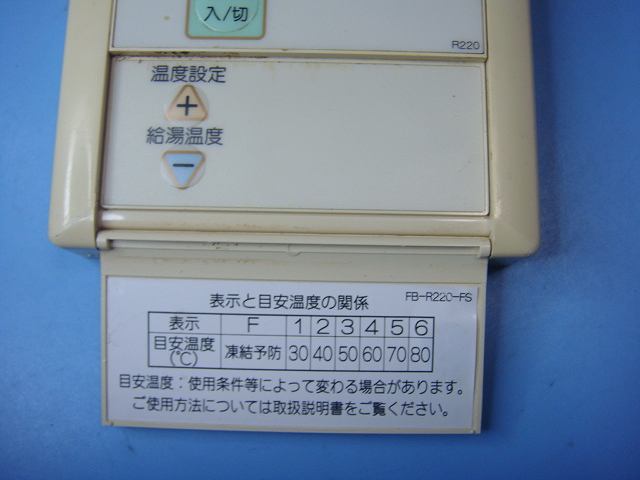 入/切
R220
温度設定
+
給湯温度
−
表示と目安温度の関係 FB-R220-FS
表示 F 1 2 3 4 5 6
目安温度(℃) 凍結予防 30 40 50 60 70 80
目安温度：使用条件等によって変わる場合があります。
ご使用方法については取扱説明書をご覧ください。